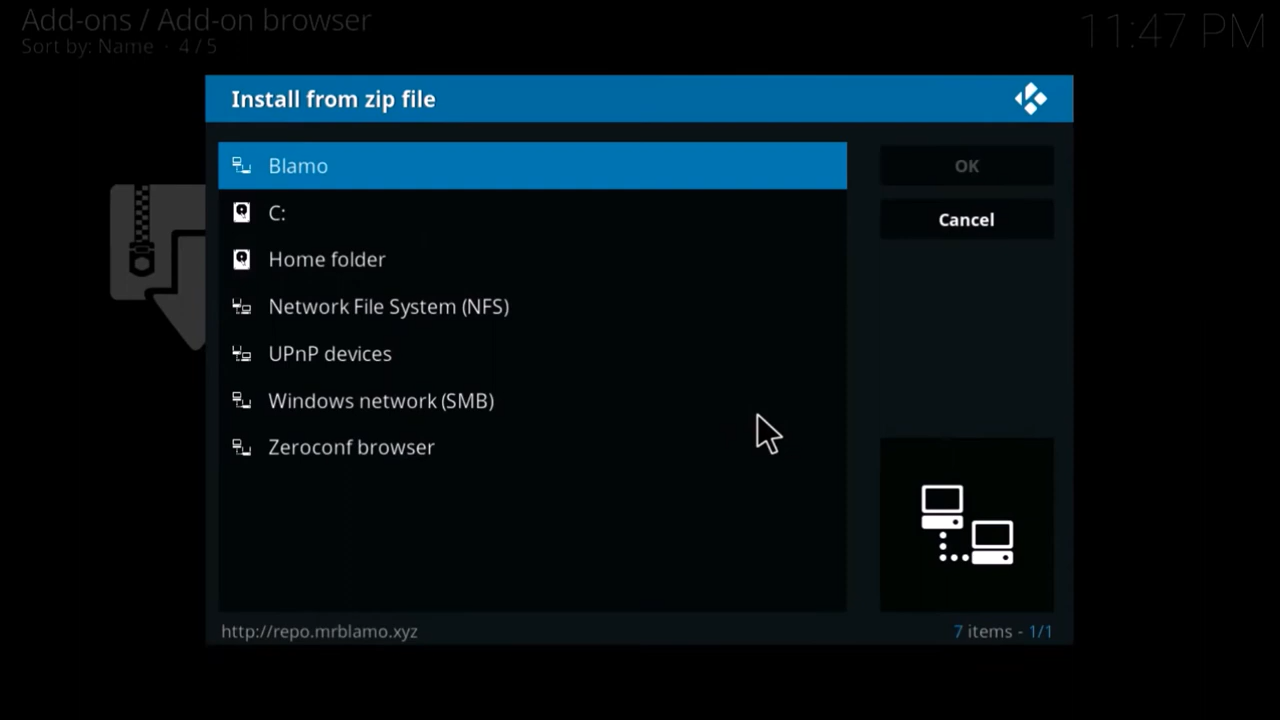 Add-ons / Add-on browser
Sort by: Name · 4 / 5
11:47 PM
Install from zip file
Blamo
C:
Home folder
Network File System (NFS)
UPnP devices
Windows network (SMB)
Zeroconf browser
OK
Cancel
http://repo.mrblamo.xyz
7 items - 1/1